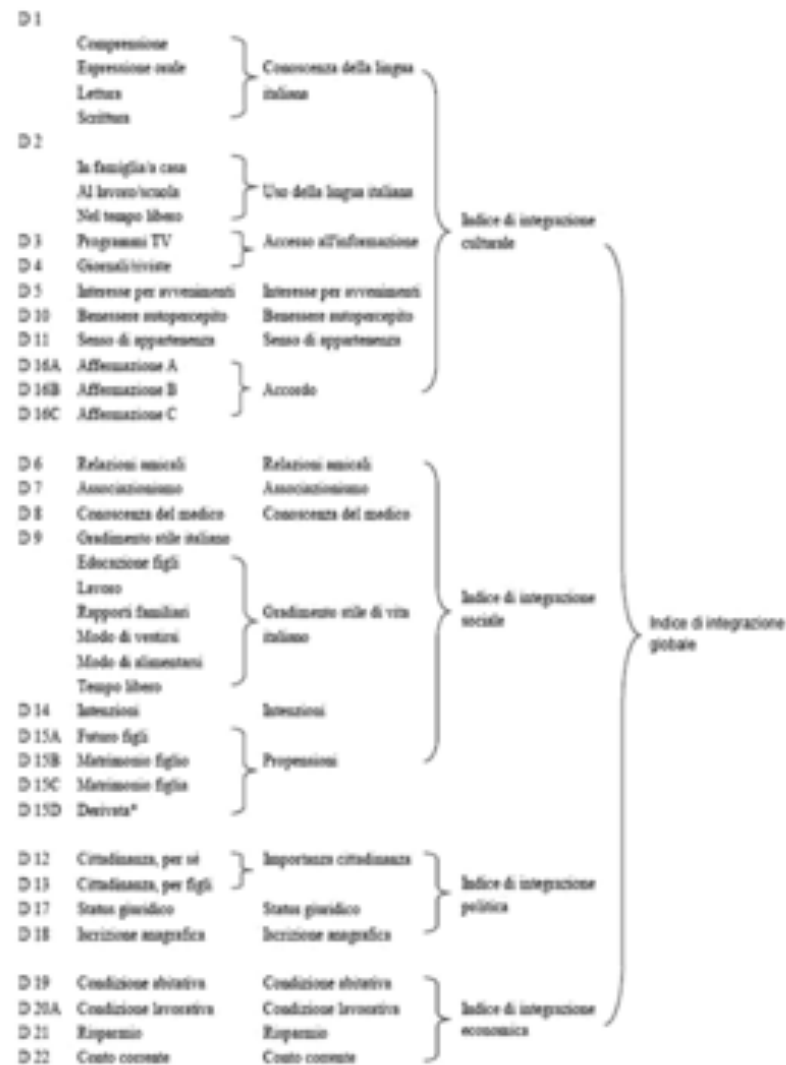 D 1
Comprensione
Espressione orale
Lettura
Scrittura
Conoscenza della lingua
italiana
D 2
In famiglia/a casa
Al lavoro/scuola
Nel tempo libero
Uso della lingua italiana
D 3 Programmi TV
D 4 Giornali/riviste
Accesso all'informazione
D 5 Interesse per avvenimenti Interesse per avvenimenti
D 10 Benessere autopercepito Benessere autopercepito
D 11 Senso di appartenenza Senso di appartenenza
D 16A Affermazione A
D 16B Affermazione B
D 16C Affermazione C
Accordo
Indice di integrazione
culturale
D 6 Relazioni amicali Relazioni amicali
D 7 Associazionismo Associazionismo
D 8 Conoscenza del medico Conoscenza del medico
D 9 Gradimento stile italiano
Educazione figli
Lavoro
Rapporti familiari
Modo di vestirsi
Modo di alimentarsi
Tempo libero
Gradimento stile di vita
italiano
D 14 Intenzioni Intenzioni
D 15A Futuro figli
D 15B Matrimonio figlio
D 15C Matrimonio figlia
D 15D Derivata*
Propensioni
Indice di integrazione
sociale
D 12 Cittadinanza, per sé
D 13 Cittadinanza, per figli
Importanza cittadinanza
D 17 Status giuridico Status giuridico
D 18 Iscrizione anagrafica Iscrizione anagrafica
Indice di integrazione
politica
D 19 Condizione abitativa Condizione abitativa
D 20A Condizione lavorativa Condizione lavorativa
D 21 Risparmio Risparmio
D 22 Conto corrente Conto corrente
Indice di integrazione
economica
Indice di integrazione
globale